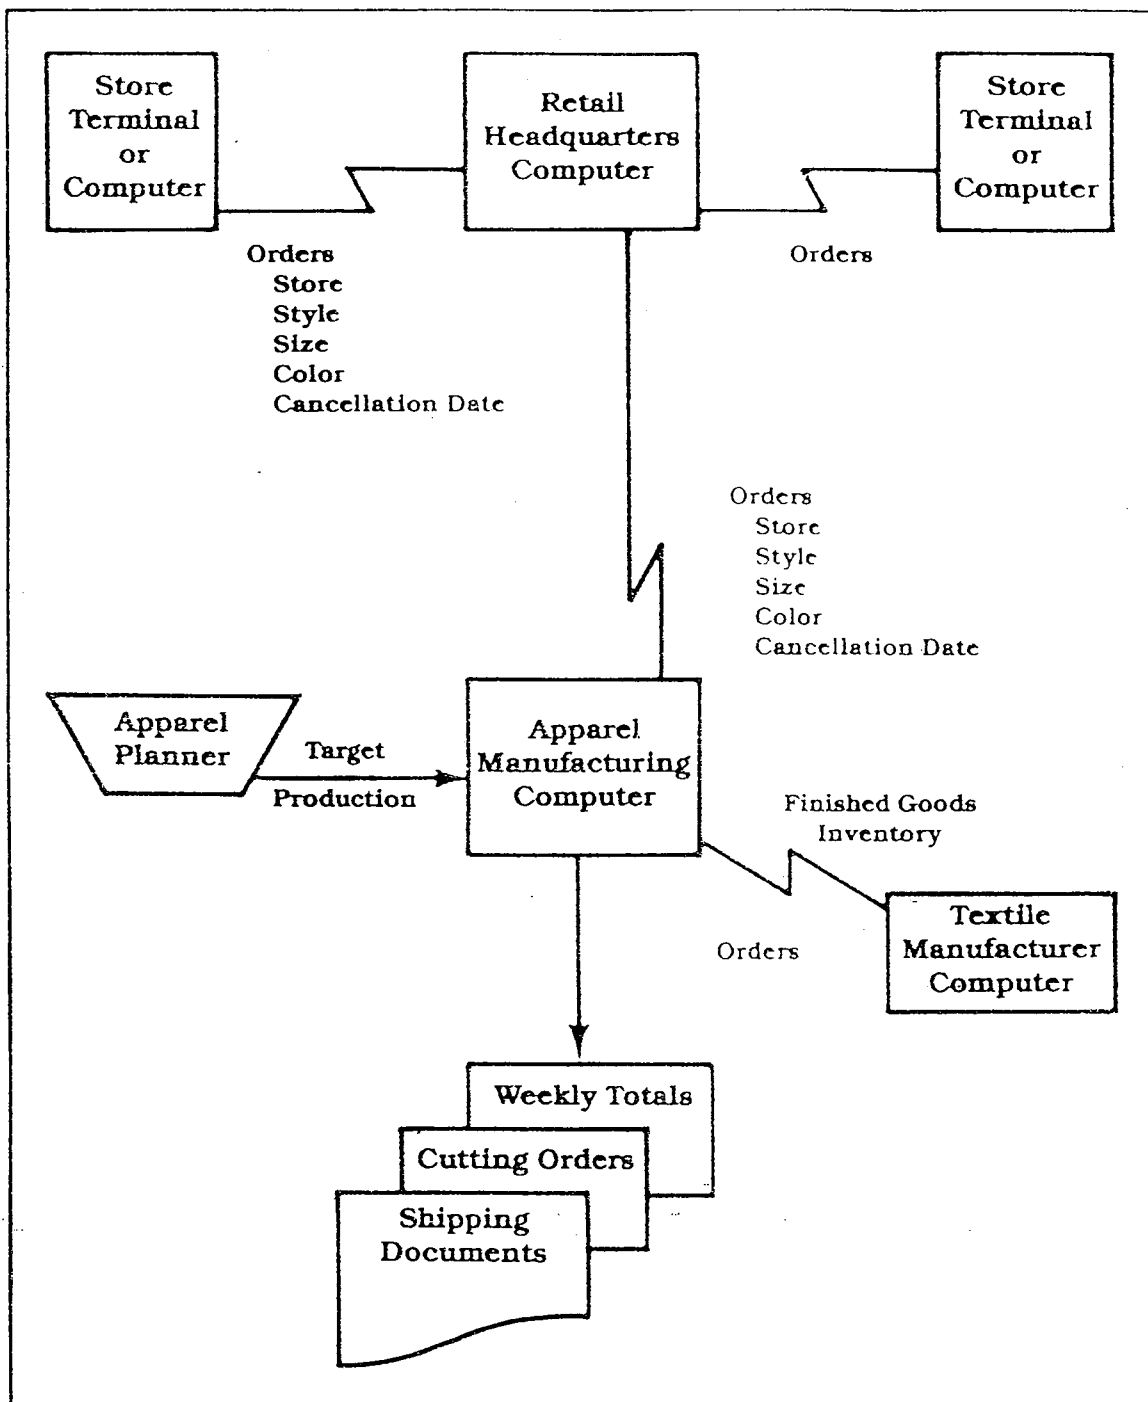 Store
Terminal
or
Computer
Retail
Headquarters
Computer
Store
Terminal
or
Computer
Orders
Store
Style
Size
Color
Cancellation Date
Orders
Orders
Store
Style
Size
Color
Cancellation Date
Apparel
Planner
Target
Production
Apparel
Manufacturing
Computer
Finished Goods
Inventory
Orders
Textile
Manufacturer
Computer
Weekly Totals
Cutting Orders
Shipping
Documents